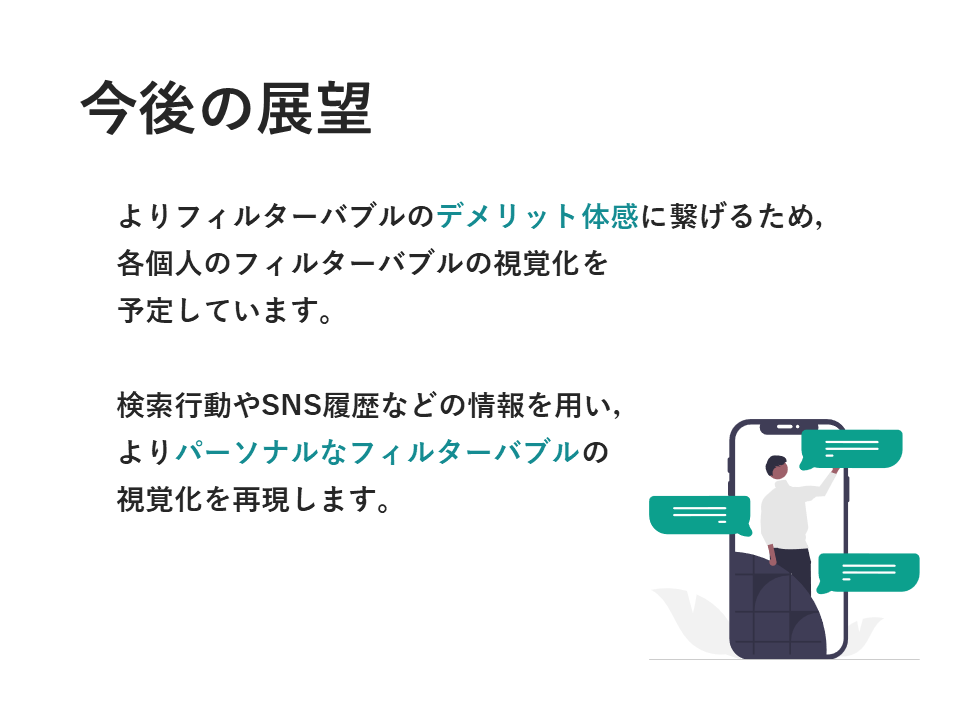 今後の展望
よりフィルターバブルのデメリット体感に繋げるため,
各個人のフィルターバブルの視覚化を
予定しています。
検索行動やSNS履歴などの情報を用い,
よりパーソナルなフィルターバブルの
視覚化を再現します。